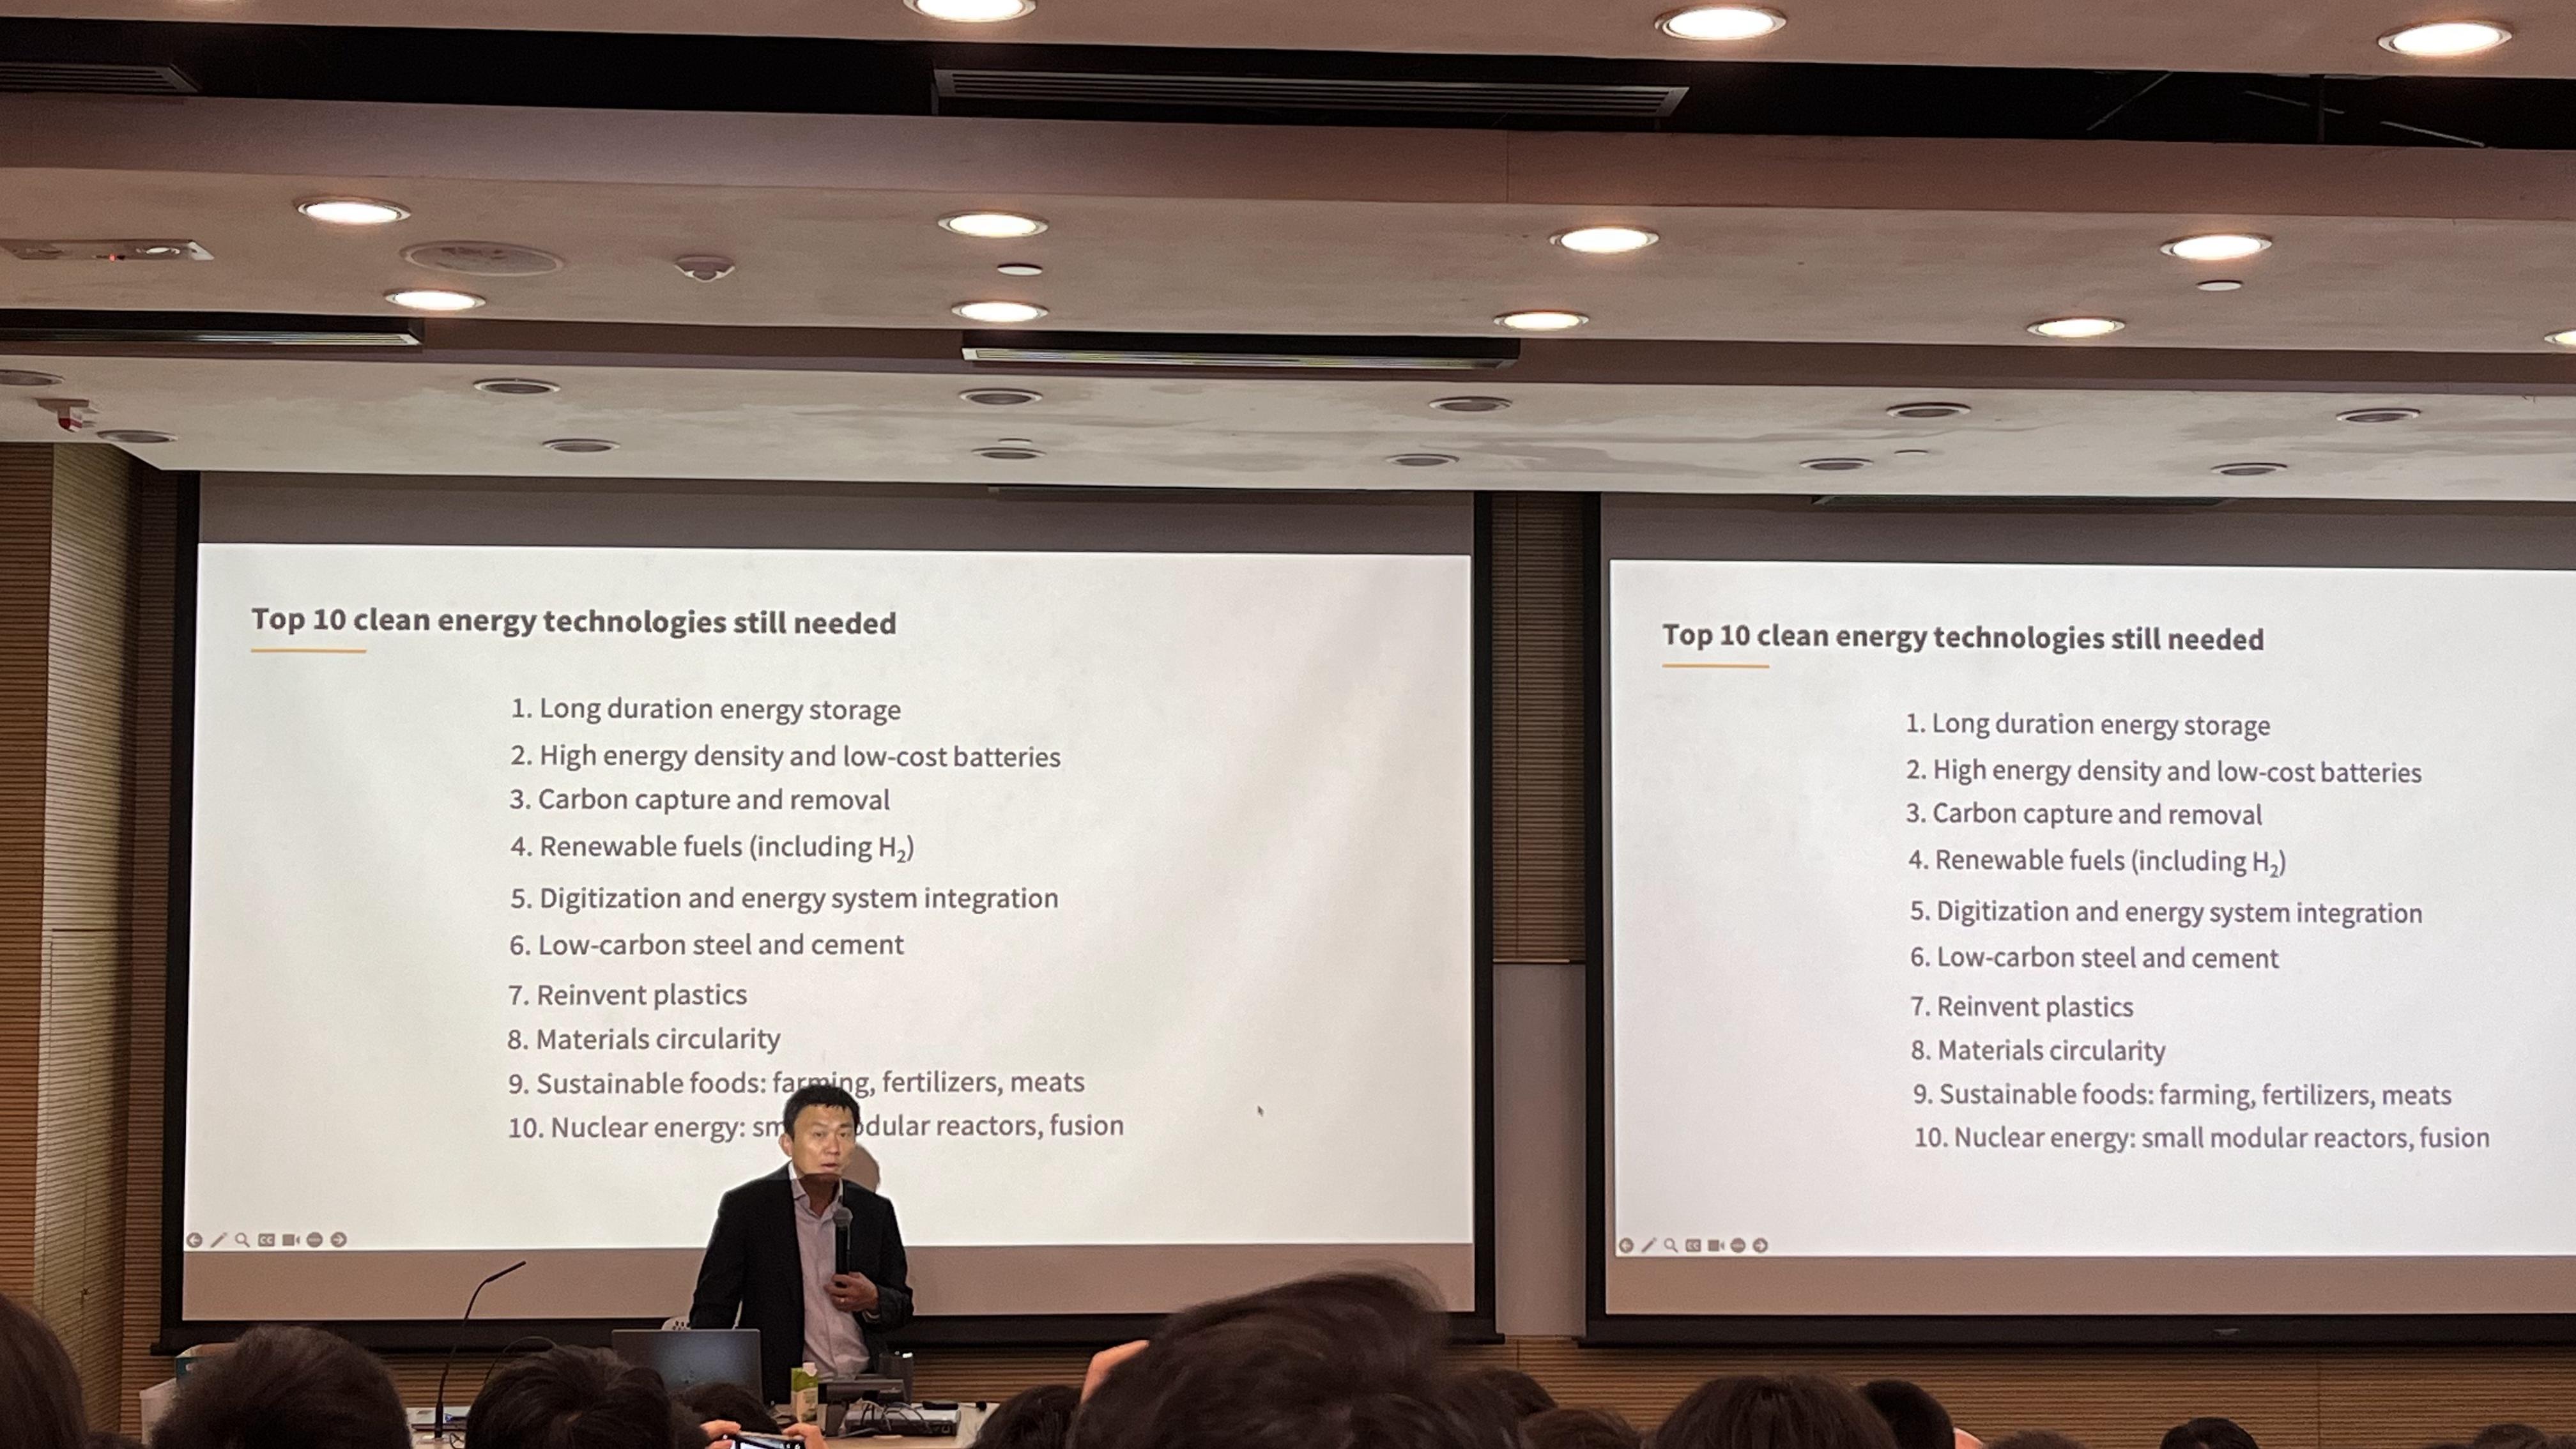 Top 10 clean energy technologies still needed
1. Long duration energy storage
2. High energy density and low-cost batteries
3. Carbon capture and removal
4. Renewable fuels (including H₂)
5. Digitization and energy system integration
6. Low-carbon steel and cement
7. Reinvent plastics
8. Materials circularity
9. Sustainable foods: farming, fertilizers, meats
10. Nuclear energy: sm odular reactors, fusion
CC
Top 10 clean energy technologies still needed
1. Long duration energy storage
2. High energy density and low-cost batteries
3. Carbon capture and removal
4. Renewable fuels (including H₂)
5. Digitization and energy system integration
6. Low-carbon steel and cement
7. Reinvent plastics
8. Materials circularity
9. Sustainable foods: farming, fertilizers, meats
10. Nuclear energy: small modular reactors, fusion
CC